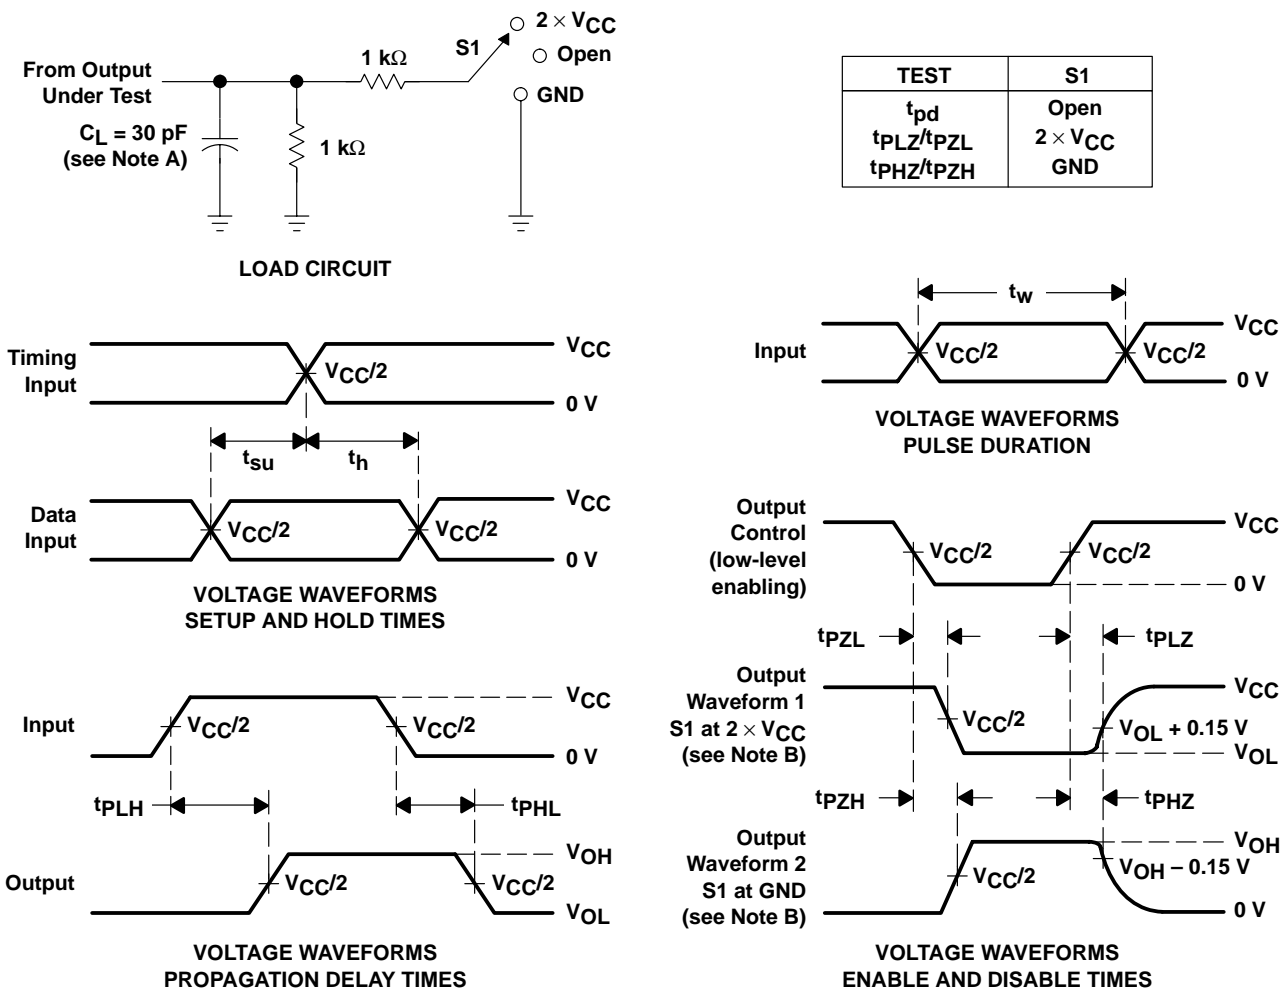 2 × VCC
S1
Open
1 kΩ
From Output
Under Test
GND
CL = 30 pF
(see Note A)
1 kΩ
LOAD CIRCUIT
TEST S1
tpd Open
tPLZ/tPZL 2 × VCC
tPHZ/tPZH GND
tw
Input
VCC/2
VCC/2
VCC
0 V
VOLTAGE WAVEFORMS
PULSE DURATION
Timing
Input
VCC/2
VCC
0 V
tsu
th
Data
Input
VCC/2
VCC/2
VCC
0 V
VOLTAGE WAVEFORMS
SETUP AND HOLD TIMES
Input
VCC/2
VCC/2
VCC
0 V
tPLH
tPHL
Output
VCC/2
VCC/2
VOH
VOL
VOLTAGE WAVEFORMS
PROPAGATION DELAY TIMES
Output
Control
(low-level
enabling)
VCC/2
VCC/2
VCC
0 V
tPZL
tPLZ
Output
Waveform 1
S1 at 2 × VCC
(see Note B)
VCC/2
VCC
VOL + 0.15 V
VOL
tPZH
tPHZ
Output
Waveform 2
S1 at GND
(see Note B)
VCC/2
VOH
VOH – 0.15 V
0 V
VOLTAGE WAVEFORMS
ENABLE AND DISABLE TIMES